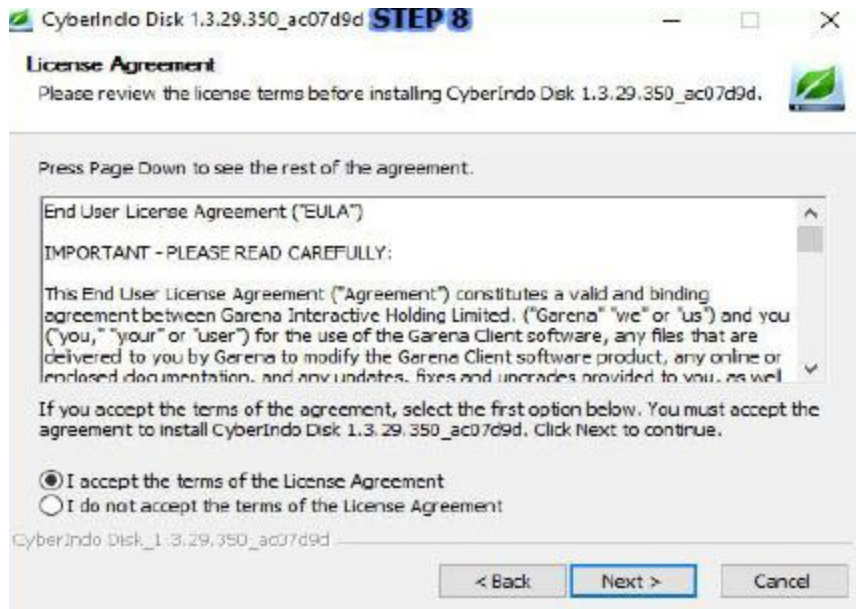 CyberIndo Disk 1.3.29.350_ac07d9d STEP 8
License Agreement
Please review the license terms before installing CyberIndo Disk 1.3.29.350_ac07d9d.
Press Page Down to see the rest of the agreement.
End User License Agreement ("EULA")
IMPORTANT - PLEASE READ CAREFULLY:
This End User License Agreement ("Agreement") constitutes a valid and binding
agreement between Garena Interactive Holding Limited. ("Garena" "we" or "us") and you
("you," "your" or "user") for the use of the Garena Client software, any files that are
delivered to you by Garena to modify the Garena Client software product, any online or
enclosed documentation, and any updates, fixes and upgrades provided to you, as well
If you accept the terms of the agreement, select the first option below. You must accept the
agreement to install CyberIndo Disk 1.3.29.350_ac07d9d. Click Next to continue.
I accept the terms of the License Agreement
I do not accept the terms of the License Agreement
CyberIndo Disk_1.3.29.350_ac07d9d
< Back Next > Cancel